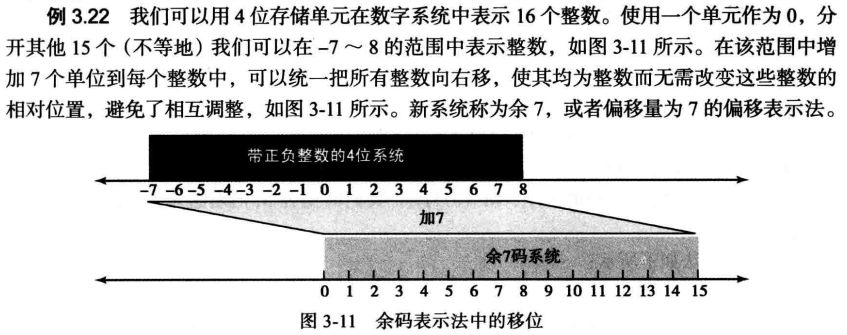 例 3.22 我们可以用 4 位存储单元在数字系统中表示 16 个整数。使用一个单元作为 0，分
开其他 15 个（不等地）我们可以在 –7 ～ 8 的范围中表示整数，如图 3-11 所示。在该范围中增
加 7 个单位到每个整数中，可以统一把所有整数向右移，使其均为整数而无需改变这些整数的
相对位置，避免了相互调整，如图 3-11 所示。新系统称为余 7，或者偏移量为 7 的偏移表示法。
带正负整数的4位系统
–7 –6 –5 –4 –3 –2 –1 0 1 2 3 4 5 6 7 8
加7
余7码系统
0 1 2 3 4 5 6 7 8 9 10 11 12 13 14 15
图 3-11 余码表示法中的移位